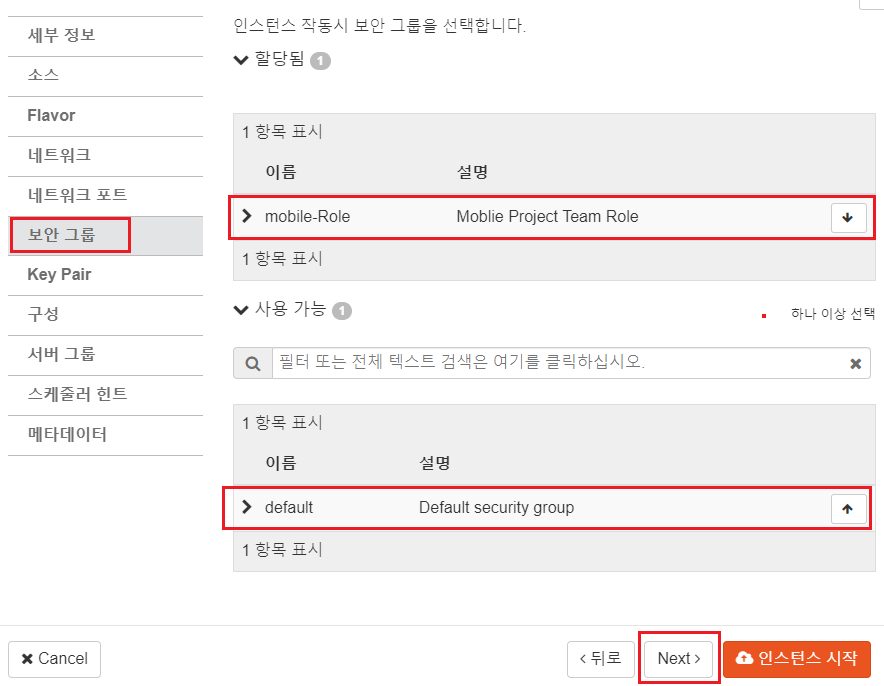 인스턴스 작동시 보안 그룹을 선택합니다.
세부 정보
소스
Flavor
네트워크
네트워크 포트
보안 그룹
Key Pair
구성
서버 그룹
스케줄러 힌트
메타데이터
할당됨 1
1 항목 표시
이름 설명
mobile-Role Moblie Project Team Role
1 항목 표시
사용 가능 1 하나 이상 선택
필터 또는 전체 텍스트 검색은 여기를 클릭하십시오.
1 항목 표시
이름 설명
default Default security group
1 항목 표시
Cancel 뒤로 Next 인스턴스 시작